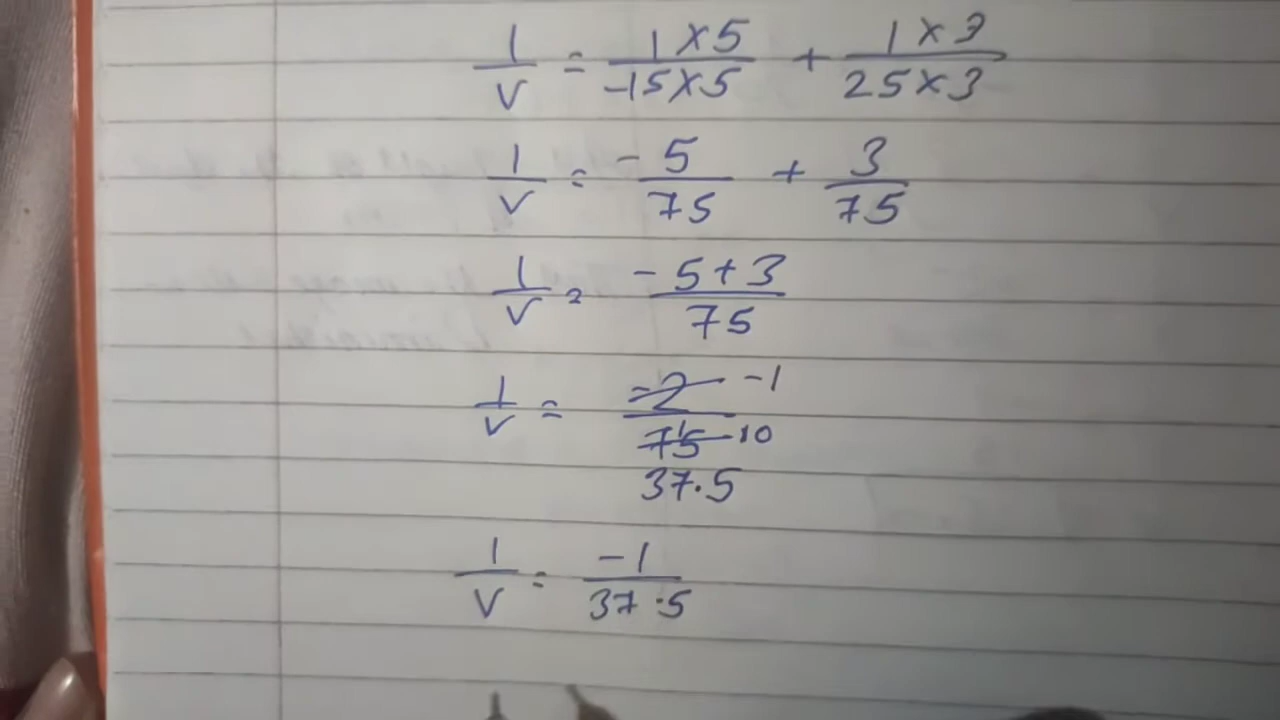 1/v = 1×5/-15×5 + 1×3/25×3
1/v = -5/75 + 3/75
1/v = -5+3/75
1/v = -2/75 -1 10
37.5
1/v = -1/37.5